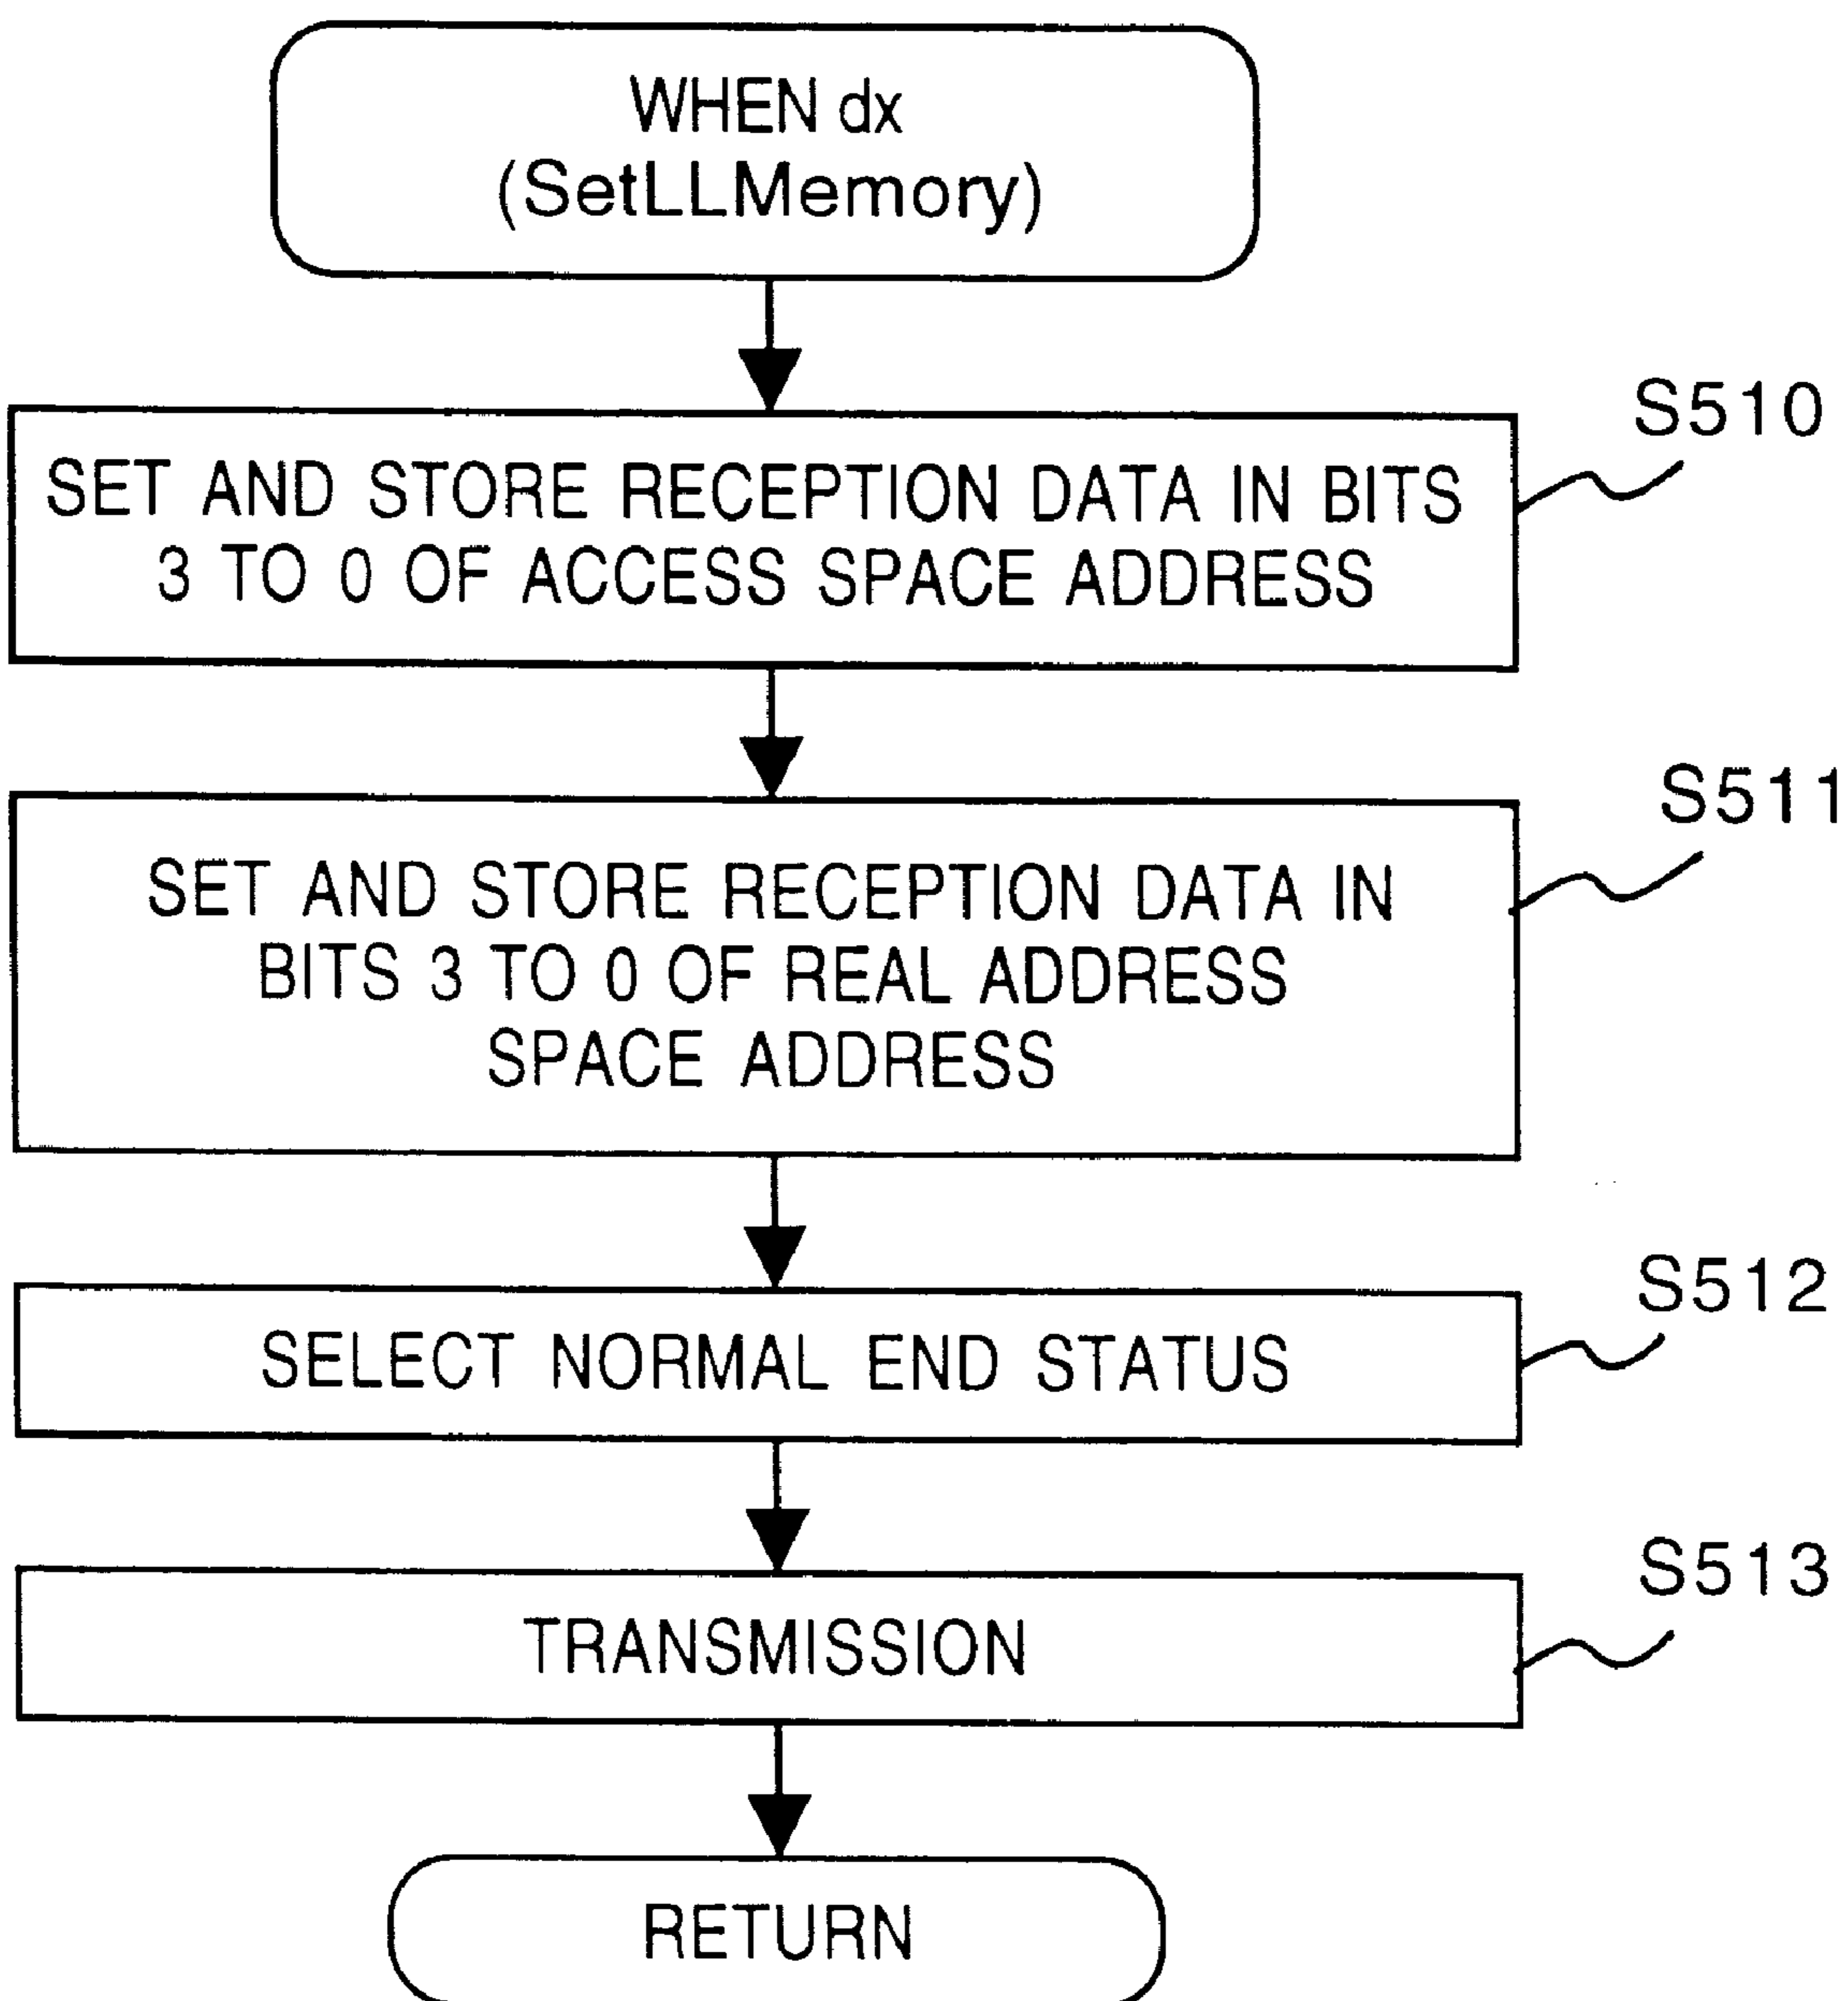 WHEN dx
(SetLLMemory)
S510
SET AND STORE RECEPTION DATA IN BITS
3 TO 0 OF ACCESS SPACE ADDRESS
S511
SET AND STORE RECEPTION DATA IN
BITS 3 TO 0 OF REAL ADDRESS
SPACE ADDRESS
S512
SELECT NORMAL END STATUS
S513
TRANSMISSION
RETURN